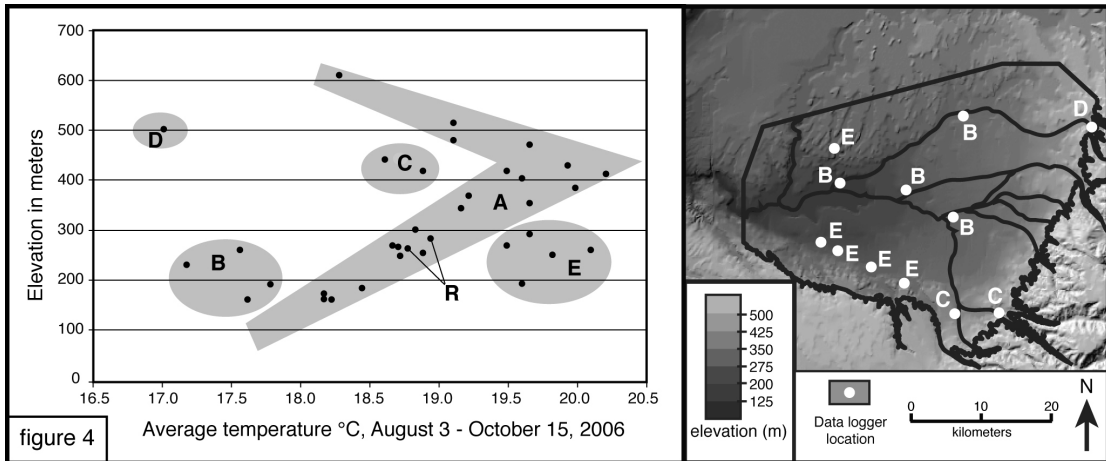 700
600
500
400
300
200
100
0
Elevation in meters
D
C
A
B
E
R
16.5 17.0 17.5 18.0 18.5 19.0 19.5 20.0 20.5
figure 4
Average temperature °C, August 3 - October 15, 2006
D
B
E
B
B
B
E
E
E
E
C
C
500
425
350
275
200
125
elevation (m)
Data logger
location
0 10 20
kilometers
N